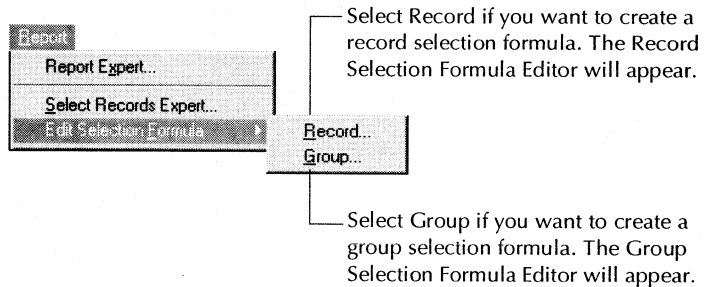 Select Record if you want to create a
record selection formula. The Record
Selection Formula Editor will appear.
Report
Report Expert...
Select Records Expert...
Edit Selection Formula
Record...
Group...
Select Group if you want to create a
group selection formula. The Group
Selection Formula Editor will appear.